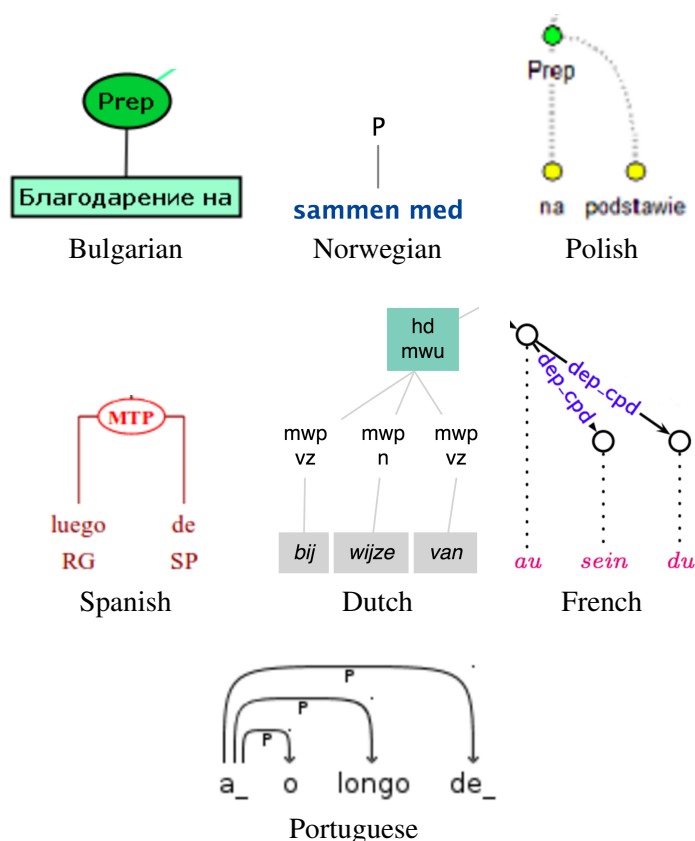 Prep
Благодарение на
Bulgarian
P
sammen med
Norwegian
Prep
na podstawie
Polish
MTP
luego de
RG SP
Spanish
hd
mwu
mwp mwp mwp
vz n vz
bij wijze van
Dutch
dep_cpd
dep_cpd
au sein du
French
P
P
P
a_ o longo de_
Portuguese